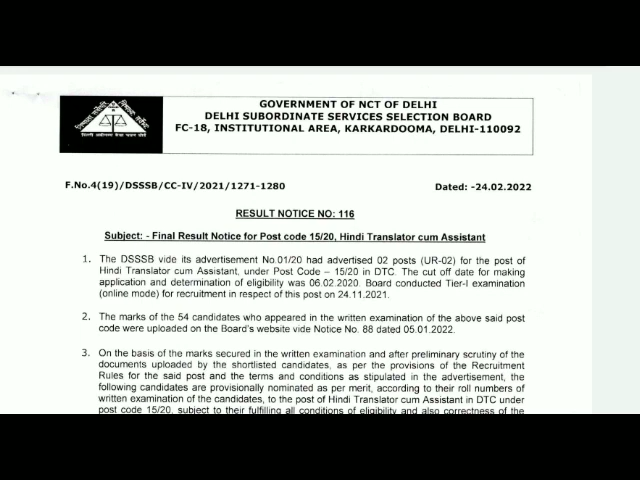 GOVERNMENT OF NCT OF DELHI
DELHI SUBORDINATE SERVICES SELECTION BOARD
FC-18, INSTITUTIONAL AREA, KARKARDOOMA, DELHI-110092
F.No.4(19)/DSSSB/CC-IV/2021/1271-1280 Dated: -24.02.2022
RESULT NOTICE NO: 116
Subject: - Final Result Notice for Post code 15/20, Hindi Translator cum Assistant
1. The DSSSB vide its advertisement No.01/20 had advertised 02 posts (UR-02) for the post of
Hindi Translator cum Assistant, under Post Code – 15/20 in DTC. The cut off date for making
application and determination of eligibility was 06.02.2020. Board conducted Tier-I examination
(online mode) for recruitment in respect of this post on 24.11.2021.
2. The marks of the 54 candidates who appeared in the written examination of the above said post
code were uploaded on the Board's website vide Notice No. 88 dated 05.01.2022.
3. On the basis of the marks secured in the written examination and after preliminary scrutiny of the
documents uploaded by the shortlisted candidates, as per the provisions of the Recruitment
Rules for the said post and the terms and conditions as stipulated in the advertisement, the
following candidates are provisionally nominated as per merit, according to their roll numbers of
written examination of the candidates, to the post of Hindi Translator cum Assistant in DTC under
post code 15/20, subject to their fulfilling all conditions of eligibility and also correctness of the